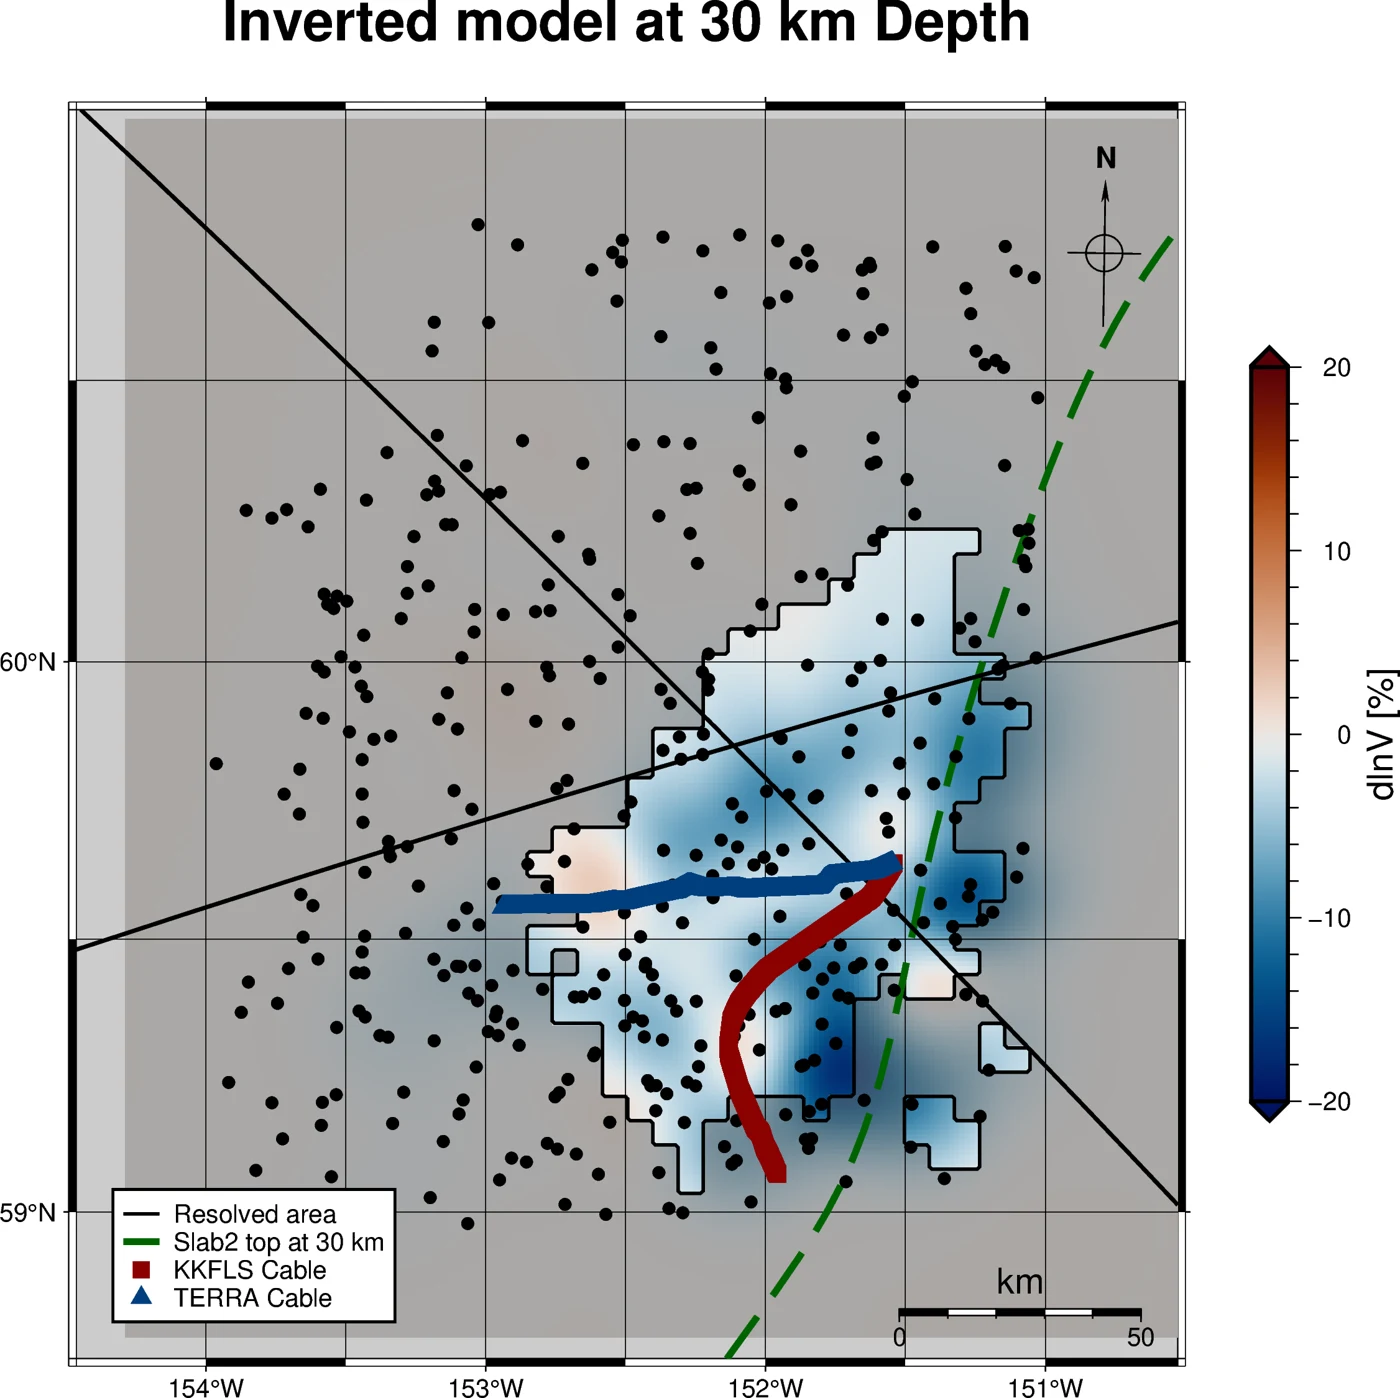 Inverted model at 30 km Depth
N
20
10
0
−10
−20
dlnV [%]
60°N
59°N
Resolved area
Slab2 top at 30 km
KKFLS Cable
TERRA Cable
km
0 50
154°W 153°W 152°W 151°W